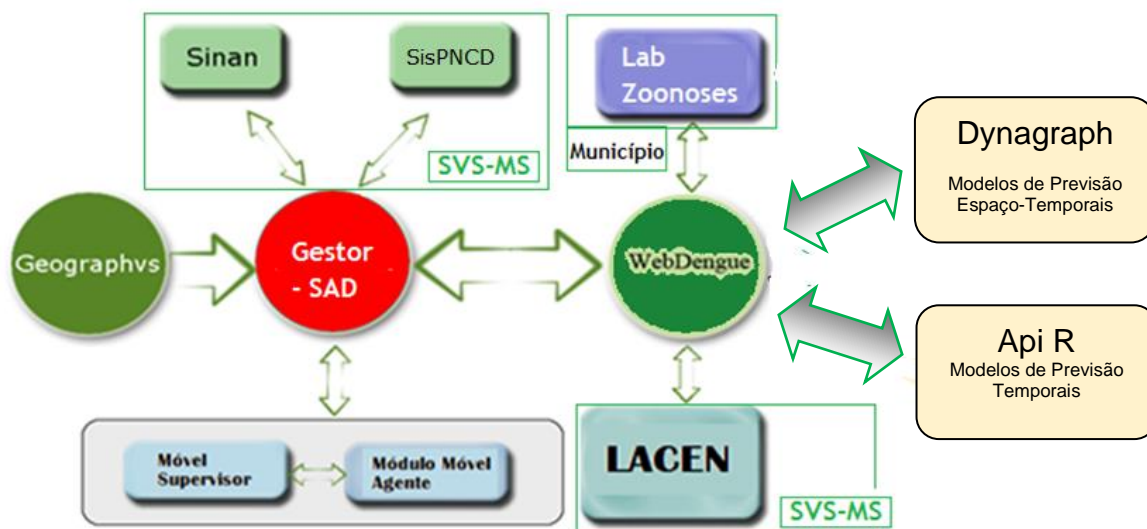 Sinan
SisPNCD
SVS-MS
Lab
Zoonoses
Município
Dynagraph
Modelos de Previsão
Espaço-Temporais
Geographvs
Gestor
- SAD
WebDengue
Api R
Modelos de Previsão
Temporais
Móvel
Supervisor
Módulo Móvel
Agente
LACEN
SVS-MS